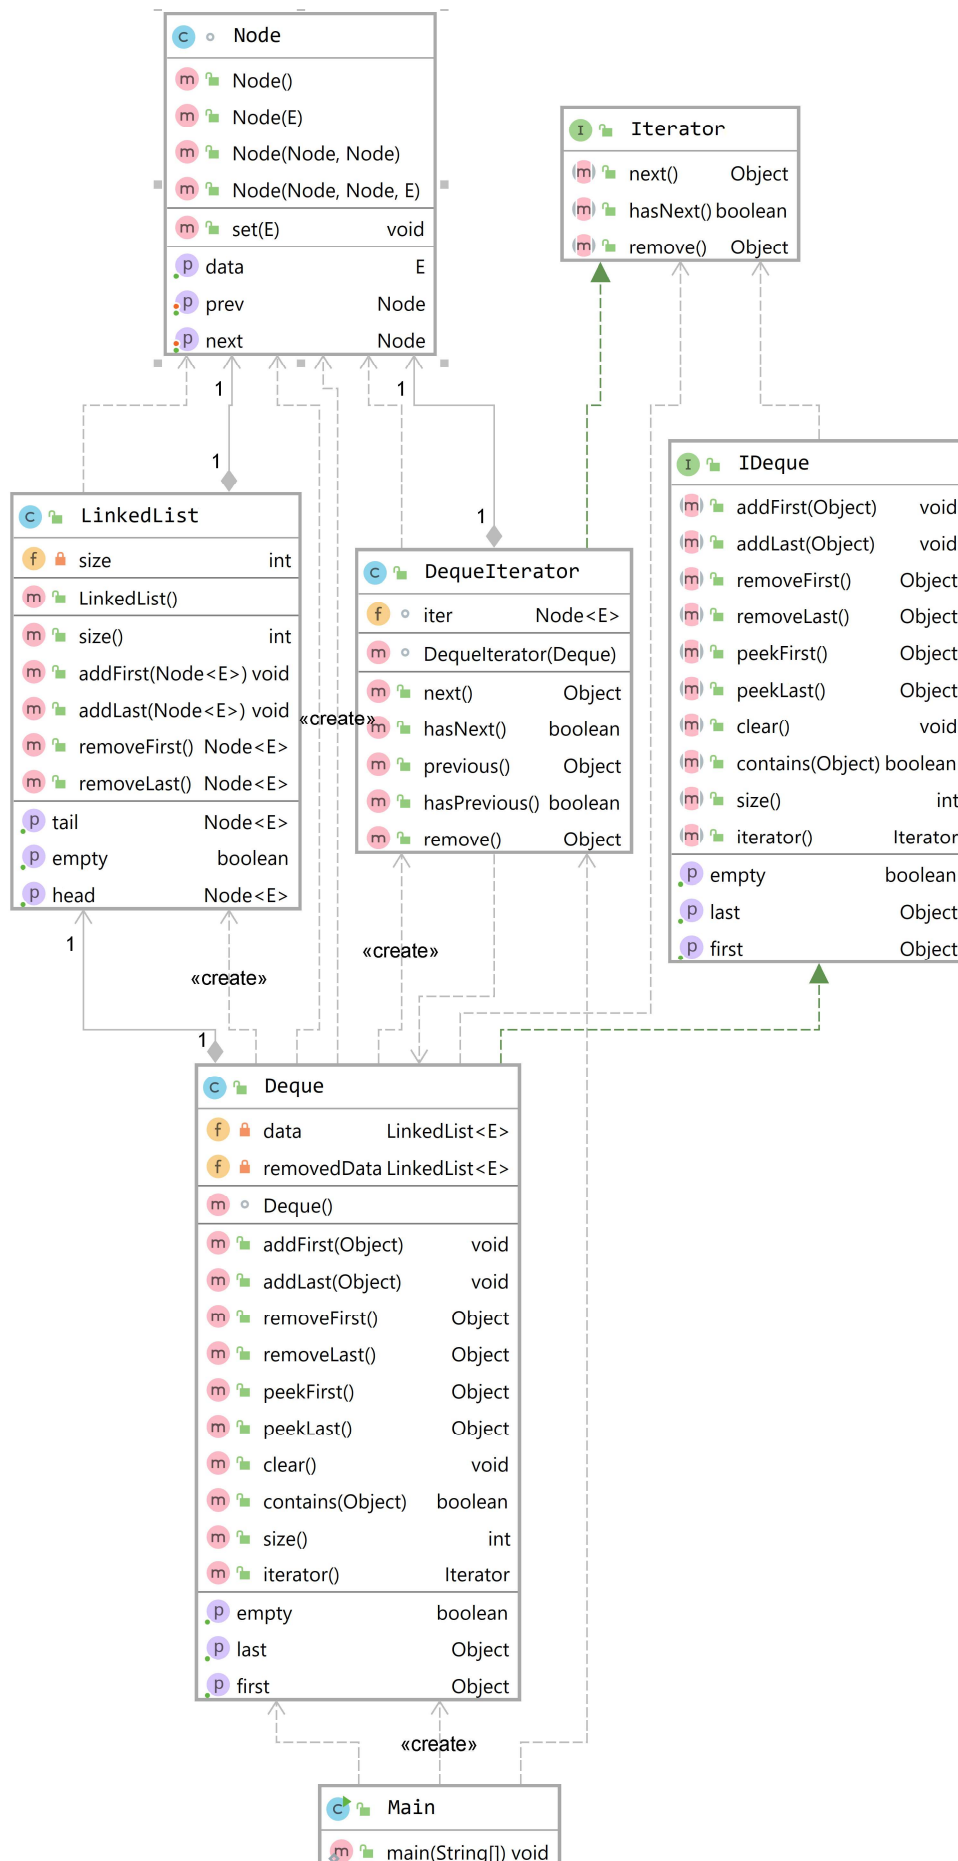 Node
Node()
Node(E)
Node(Node, Node)
Node(Node, Node, E)
set(E) void
data E
prev Node
next Node
Iterator
next() Object
hasNext() boolean
remove() Object
1
1
1
1
LinkedList
size int
LinkedList()
size() int
addFirst(Node<E>) void
addLast(Node<E>) void
removeFirst() Node<E>
removeLast() Node<E>
tail Node<E>
empty boolean
head Node<E>
«create»
DequeIterator
iter Node<E>
DequeIterator(Deque)
next() Object
hasNext() boolean
previous() Object
hasPrevious() boolean
remove() Object
IDeque
addFirst(Object) void
addLast(Object) void
removeFirst() Object
removeLast() Object
peekFirst() Object
peekLast() Object
clear() void
contains(Object) boolean
size() int
iterator() Iterator
empty boolean
last Object
first Object
1
«create»
«create»
1
Deque
data LinkedList<E>
removedData LinkedList<E>
Deque()
addFirst(Object) void
addLast(Object) void
removeFirst() Object
removeLast() Object
peekFirst() Object
peekLast() Object
clear() void
contains(Object) boolean
size() int
iterator() Iterator
empty boolean
last Object
first Object
«create»
Main
main(String[]) void